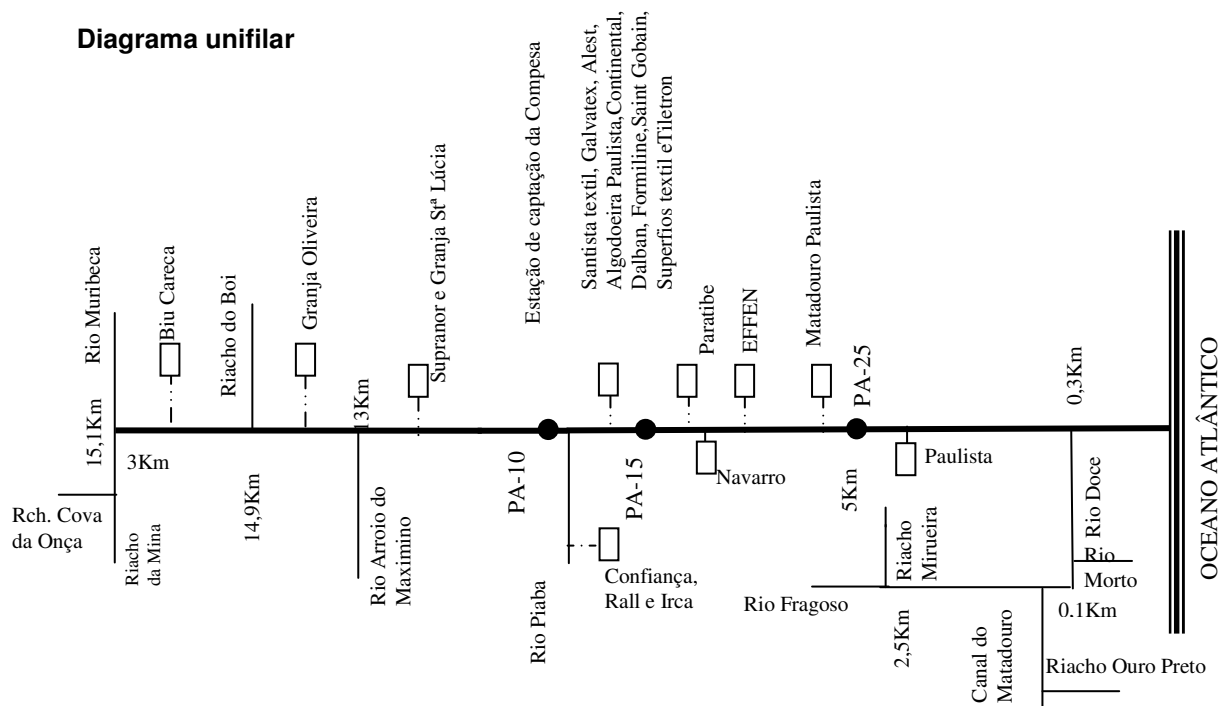 Diagrama unifilar
Rio Muribeca
15,1Km
3Km
Rch. Cova
da Onça
Riacho
da Mina
Biu Careca
Riacho do Boi
14,9Km
Granja Oliveira
13Km
Rio Arroio do
Maximino
Supranor e Granja Stª Lúcia
Estação de captação da Compesa
PA-10
Rio Piaba
Santista textil, Galvatex, Alest,
Algodoeira Paulista,Continental,
Dalban, Formiline,Saint Gobain,
Superfios textil eTiletron
PA-15
Confiança,
Rall e Irca
Paratibe
Navarro
EFFEN
Matadouro Paulista
PA-25
5Km
Paulista
Riacho
Mirueira
Rio Fragoso
2,5Km
0,3Km
Rio Doce
Rio
Morto
0.1Km
Canal do
Matadouro
Riacho Ouro Preto
OCEANO ATLÂNTICO